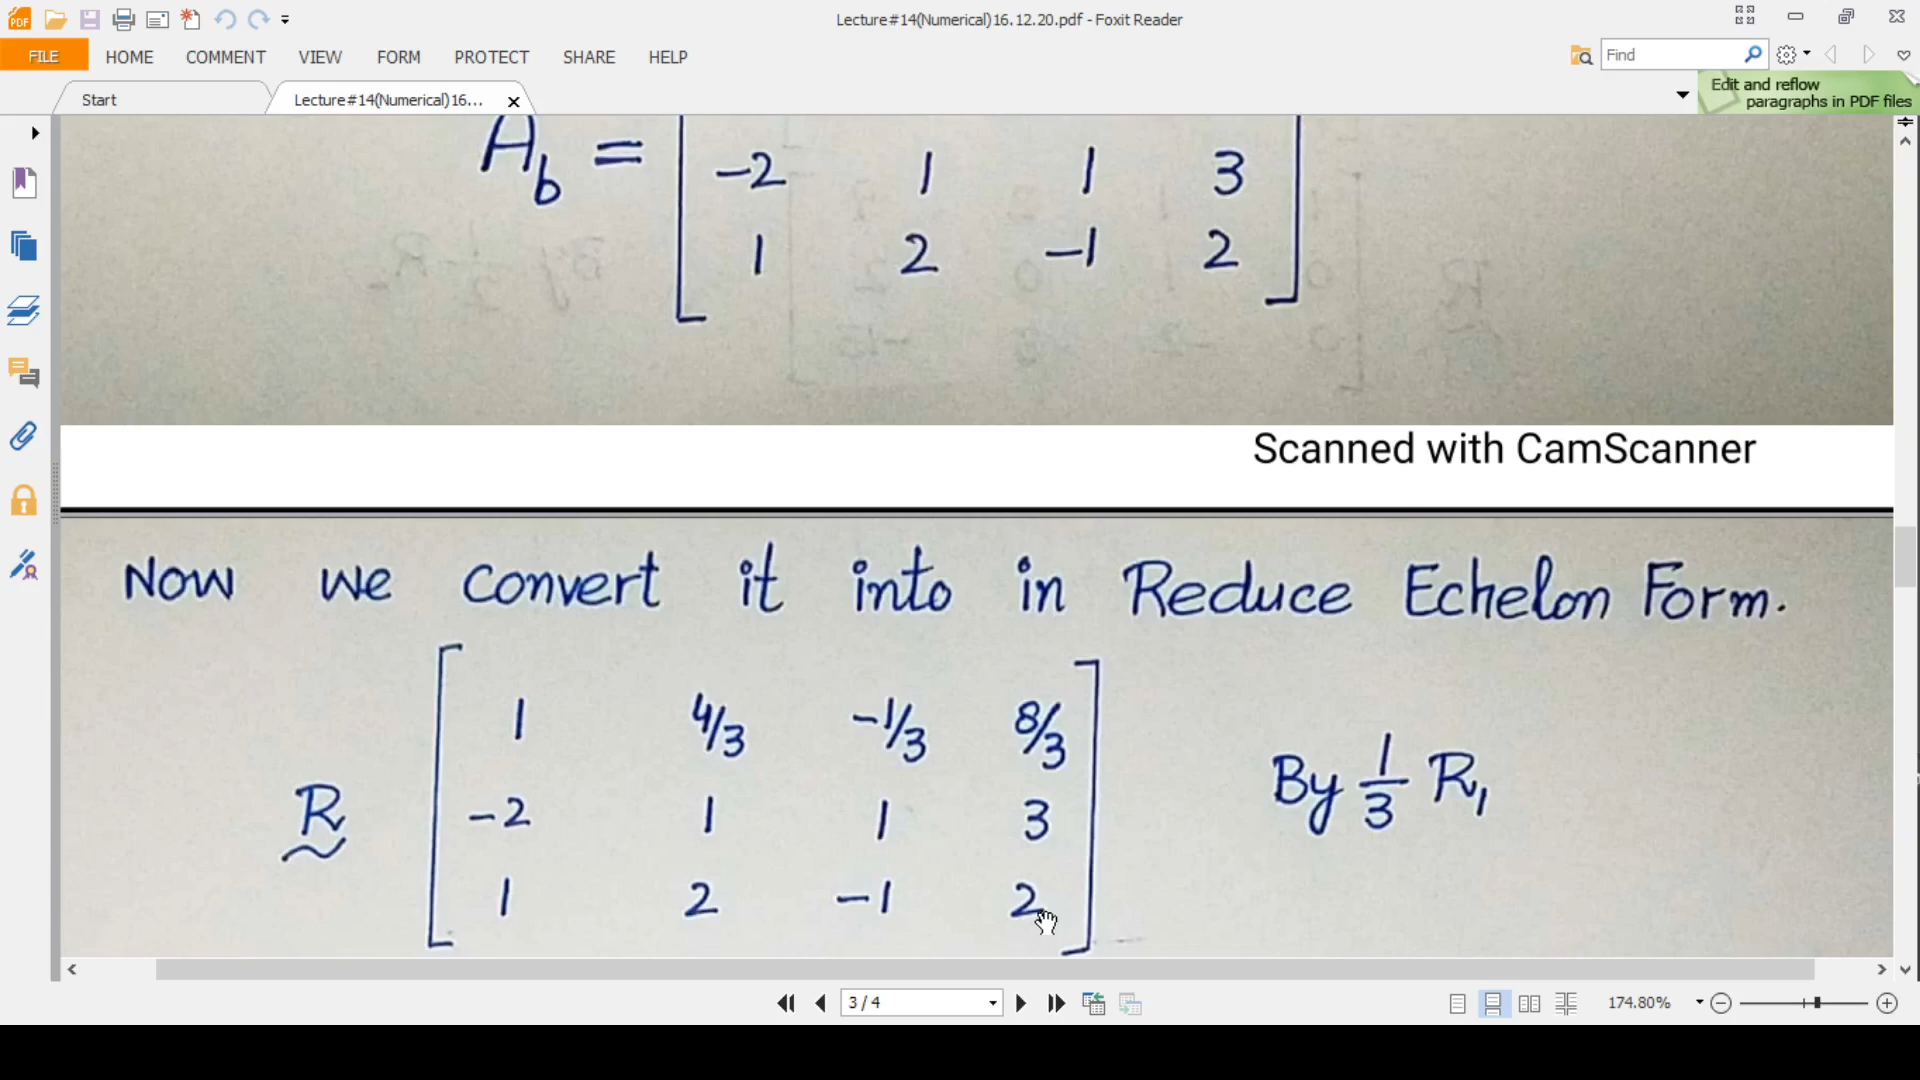 Lecture#14(Numerical)16.12.20.pdf - Foxit Reader
FILE HOME COMMENT VIEW FORM PROTECT SHARE HELP
Find
Start Lecture#14(Numerical)16...
Edit and reflow
paragraphs in PDF files
A_b =
-2 1 1 3
1 2 -1 2
Scanned with CamScanner
Now we convert it into in Reduce Echelon Form.
1 4/3 -1/3 8/3
R -2 1 1 3 By 1/3 R₁
1 2 -1 2
3 / 4 174.80%